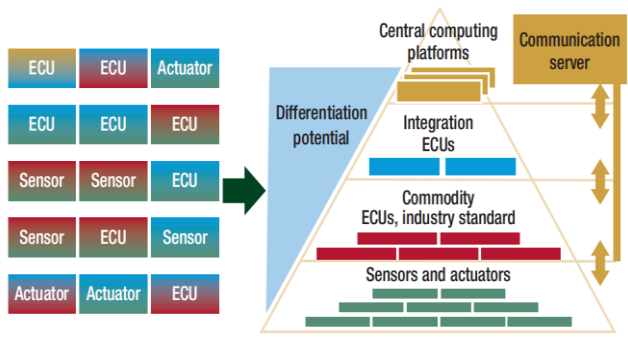 ECU ECU Actuator
ECU ECU ECU
Sensor Sensor ECU
Sensor ECU Sensor
Actuator Actuator ECU
Differentiation
potential
Central computing
platforms
Integration
ECUs
Commodity
ECUs, industry standard
Sensors and actuators
Communication
server